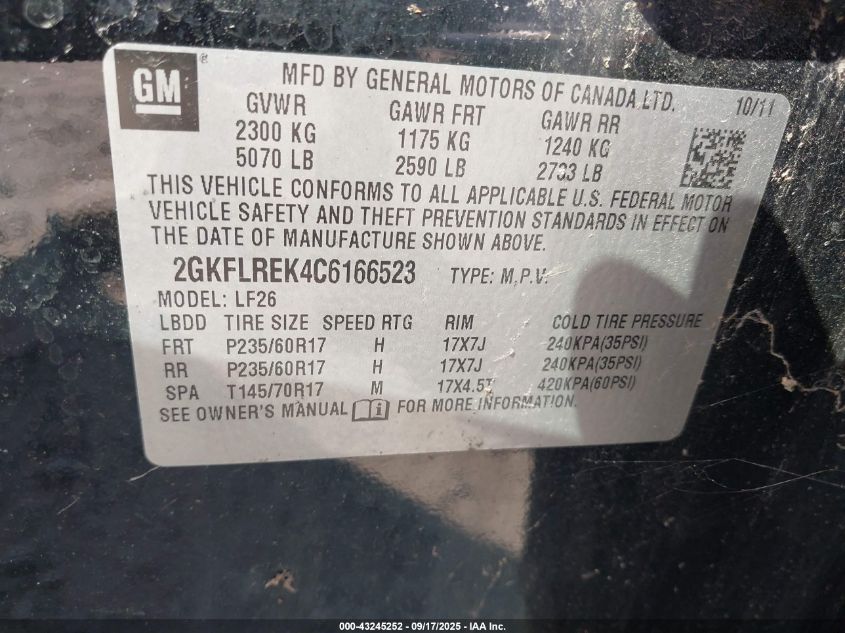 GM ®
MFD BY GENERAL MOTORS OF CANADA LTD. 10/11
GVWR GAWR FRT GAWR RR
2300 KG 1175 KG 1240 KG
5070 LB 2590 LB 2733 LB
THIS VEHICLE CONFORMS TO ALL APPLICABLE U.S. FEDERAL MOTOR
VEHICLE SAFETY AND THEFT PREVENTION STANDARDS IN EFFECT ON
THE DATE OF MANUFACTURE SHOWN ABOVE.
2GKFLREK4C6166523 TYPE: M.P.V.
MODEL: LF26
LBDD TIRE SIZE SPEED RTG RIM COLD TIRE PRESSURE
FRT P235/60R17 H 17X7J 240KPA(35PSI)
RR P235/60R17 H 17X7J 240KPA(35PSI)
SPA T145/70R17 M 17X4.5T 420KPA(60PSI)
SEE OWNER'S MANUAL FOR MORE INFORMATION.
000-43245252 - 09/17/2025 - IAA Inc.